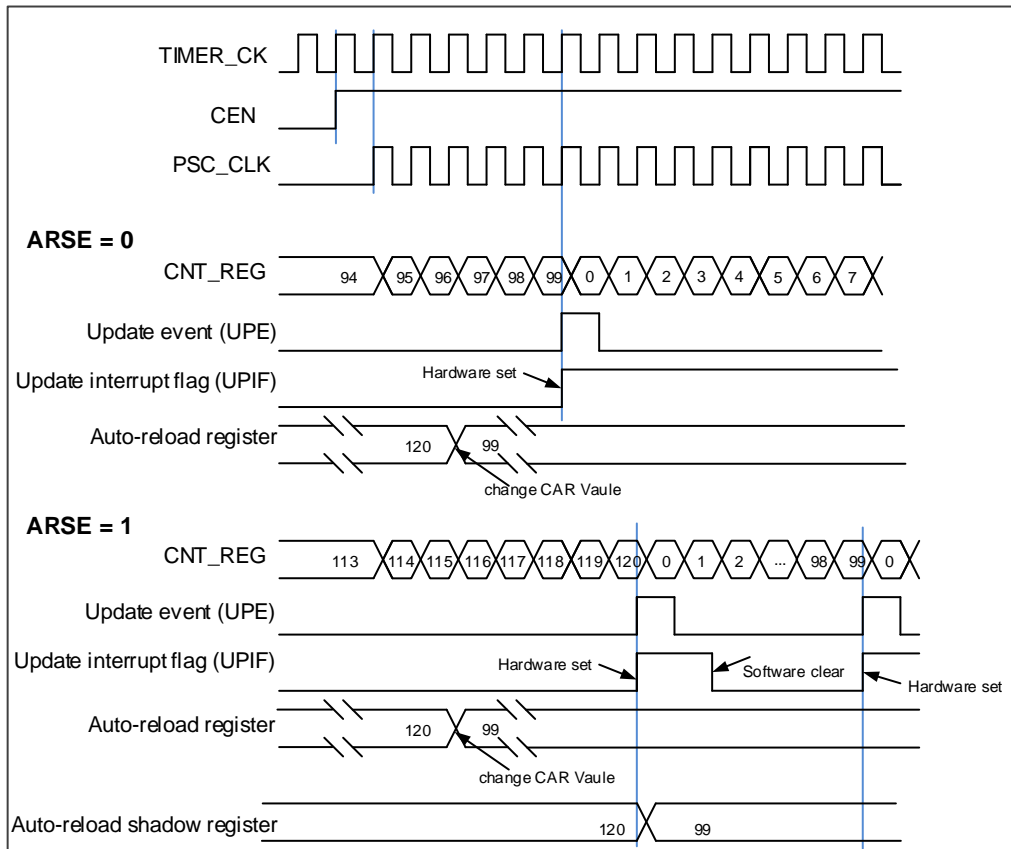 TIMER_CK
CEN
PSC_CLK
ARSE = 0
CNT_REG 94 95 96 97 98 99 0 1 2 3 4 5 6 7
Update event (UPE)
Update interrupt flag (UPIF) Hardware set
Auto-reload register 120 99
change CAR Vaule
ARSE = 1
CNT_REG 113 114 115 116 117 118 119 120 0 1 2 ... 98 99 0
Update event (UPE)
Update interrupt flag (UPIF) Hardware set Software clear Hardware set
Auto-reload register 120 99
change CAR Vaule
Auto-reload shadow register 120 99